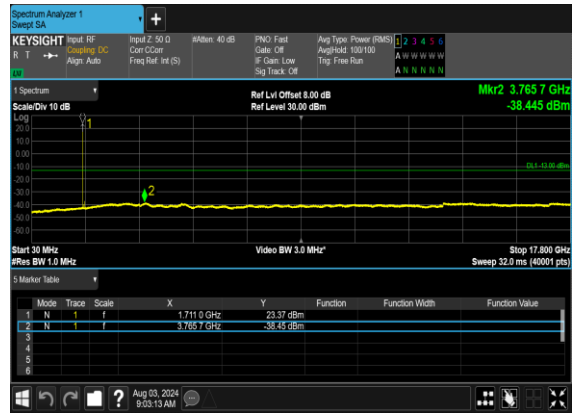 Spectrum Analyzer 1
Swept SA
+
KEYSIGHT Input: RF Input Z: 50 Ω #Atten: 40 dB PNO: Fast Avg Type: Power (RMS) 1 2 3 4 5 6
R T Coupling: DC Corr CCorr Gate: Off Avg|Hold: 100/100 A W W W W W
Align: Auto Freq Ref: Int (S) IF Gain: Low Trig: Free Run
LW Sig Track: Off A N N N N N
1 Spectrum Ref Lvl Offset 8.00 dB Mkr2 3.765 7 GHz
Scale/Div 10 dB Ref Level 30.00 dBm -38.445 dBm
Log
1
20.0
10.0
0.00
-10.0 DL1 -13.00 dBm
-20.0
-30.0 2
-40.0
-50.0
-60.0
Start 30 MHz Video BW 3.0 MHz* Stop 17.800 GHz
#Res BW 1.0 MHz Sweep 32.0 ms (40001 pts)
5 Marker Table
Mode Trace Scale X Y Function Function Width Function Value
1 N 1 f 1.711 0 GHz 23.37 dBm
2 N 1 f 3.765 7 GHz -38.45 dBm
3
4
5
6
? Aug 03, 2024
9:03:13 AM